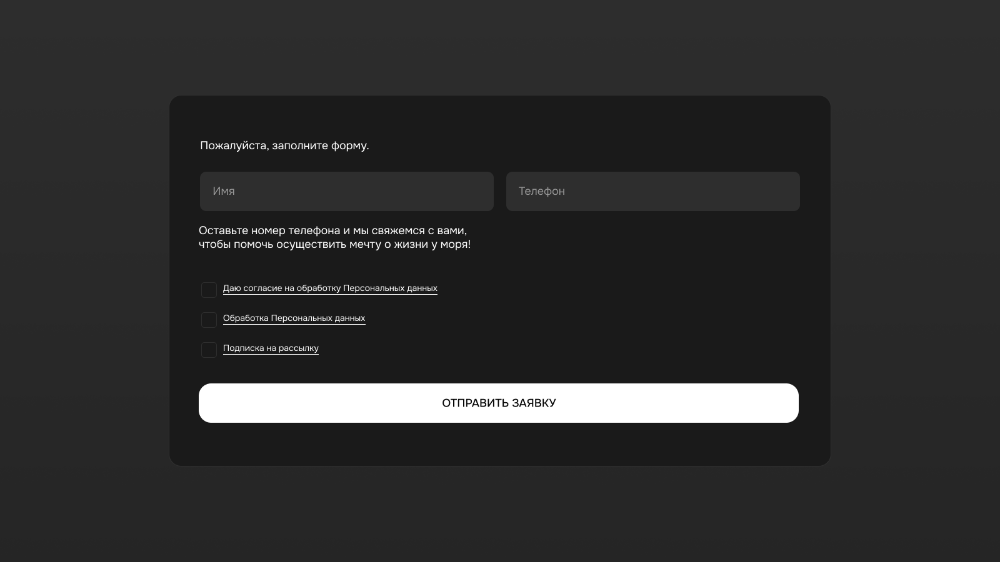 Пожалуйста, заполните форму.
Имя
Телефон
Оставьте номер телефона и мы свяжемся с вами,
чтобы помочь осуществить мечту о жизни у моря!
Даю согласие на обработку Персональных данных
Обработка Персональных данных
Подписка на рассылку
ОТПРАВИТЬ ЗАЯВКУ